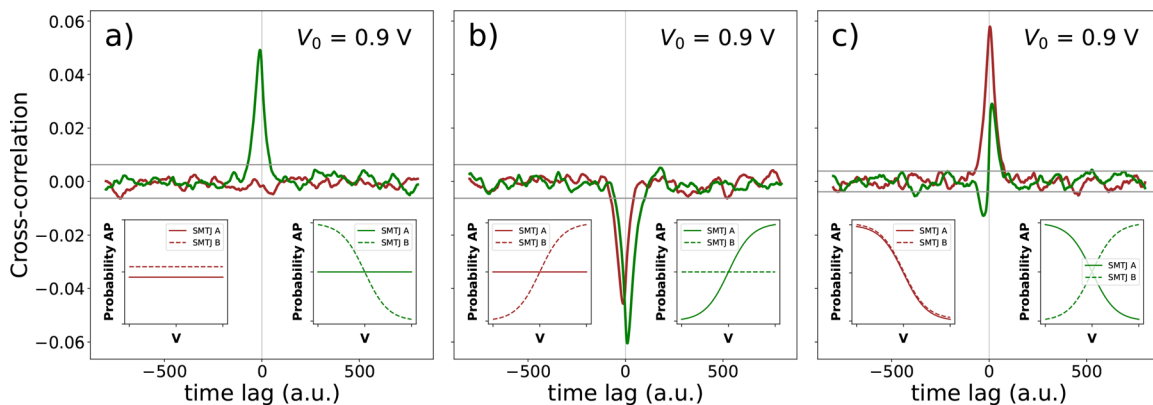 a)
V₀ = 0.9 V
b)
V₀ = 0.9 V
c)
V₀ = 0.9 V
Cross-correlation
0.06
0.04
0.02
0.00
−0.02
−0.04
−0.06
Probability AP
SMTJ A
SMTJ B
V
Probability AP
SMTJ A
SMTJ B
V
Probability AP
SMTJ A
SMTJ B
V
Probability AP
SMTJ A
SMTJ B
V
Probability AP
SMTJ A
SMTJ B
V
Probability AP
SMTJ A
SMTJ B
V
−500 0 500
−500 0 500
−500 0 500
time lag (a.u.)
time lag (a.u.)
time lag (a.u.)